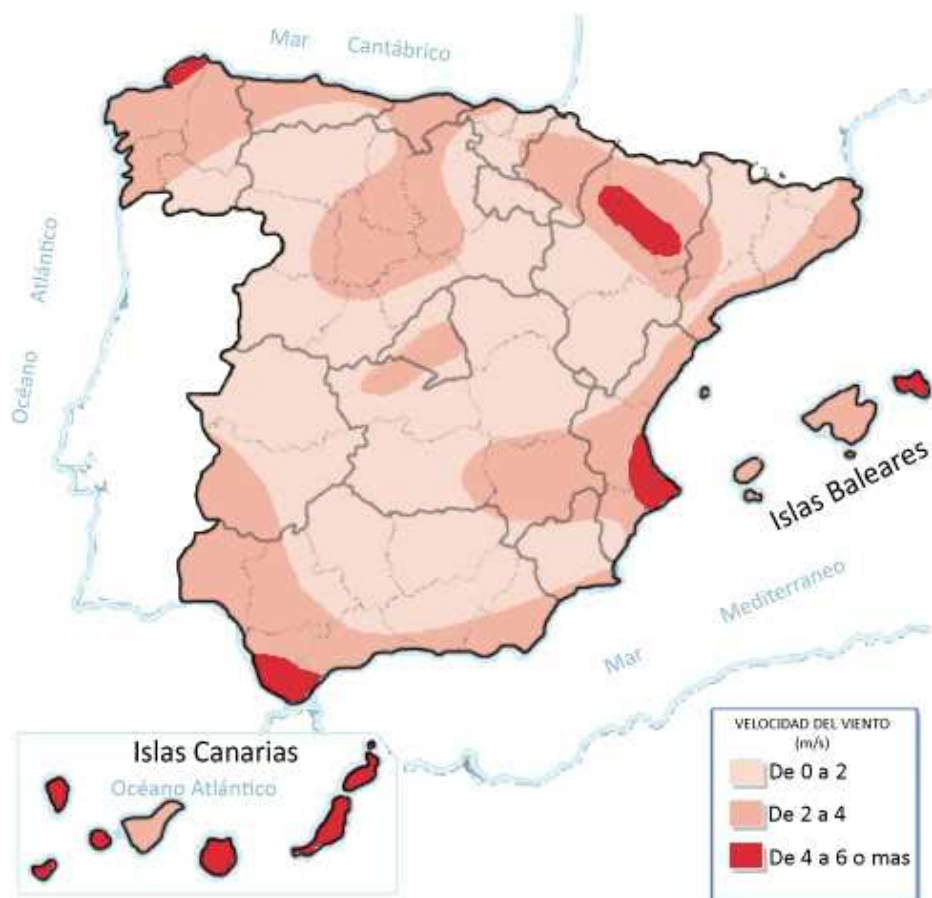 Mar Cantábrico
Océano Atlántico
Islas Baleares
Mar Mediterraneo
Islas Canarias
Océano Atlántico
VELOCIDAD DEL VIENTO
(m/s)
De 0 a 2
De 2 a 4
De 4 a 6 o mas